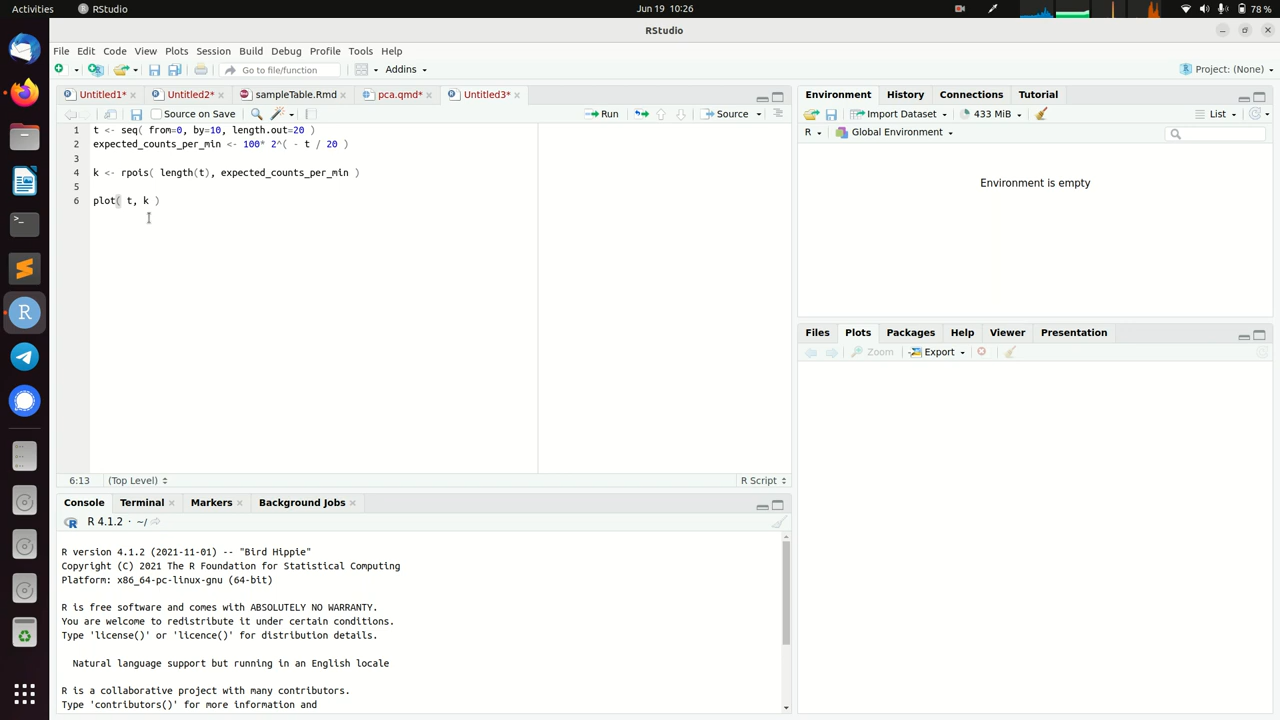 Activities
RStudio
Jun 19 10:26
78 %
RStudio
File Edit Code View Plots Session Build Debug Profile Tools Help
Go to file/function
Addins
Project: (None)
Untitled1*
Untitled2*
sampleTable.Rmd
pca.qmd*
Untitled3*
Source on Save
Run
Source
1 t <- seq( from=0, by=10, length.out=20 )
2 expected_counts_per_min <- 100* 2^( - t / 20 )
3
4 k <- rpois( length(t), expected_counts_per_min )
5
6 plot( t, k )
6:13
(Top Level)
R Script
Console
Terminal
Markers
Background Jobs
R 4.1.2 · ~/
R version 4.1.2 (2021-11-01) -- "Bird Hippie"
Copyright (C) 2021 The R Foundation for Statistical Computing
Platform: x86_64-pc-linux-gnu (64-bit)
R is free software and comes with ABSOLUTELY NO WARRANTY.
You are welcome to redistribute it under certain conditions.
Type 'license()' or 'licence()' for distribution details.
Natural language support but running in an English locale
R is a collaborative project with many contributors.
Type 'contributors()' for more information and
Environment
History
Connections
Tutorial
Import Dataset
433 MiB
List
R
Global Environment
Environment is empty
Files
Plots
Packages
Help
Viewer
Presentation
Zoom
Export